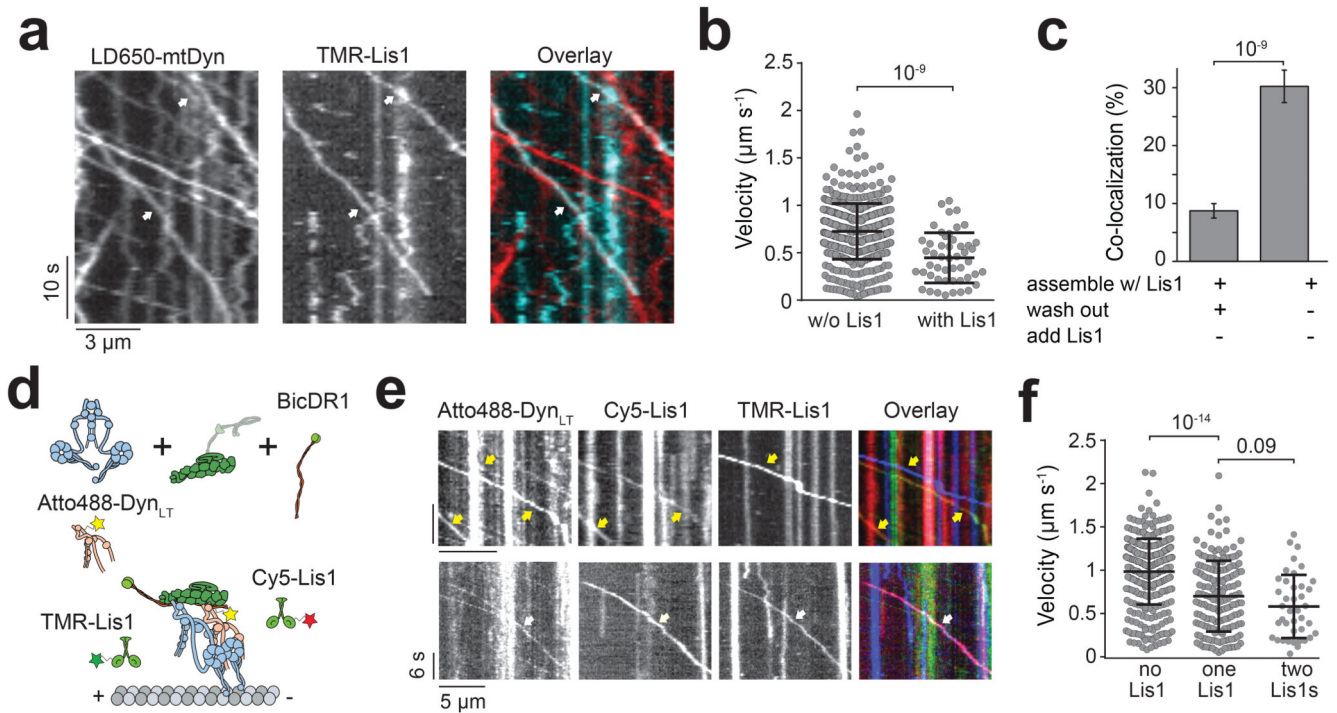 a
LD650-mtDyn
TMR-Lis1
Overlay
10 s
3 µm
b
Velocity (µm s⁻¹)
2.5
2
1.5
1
0.5
0
10⁻⁹
w/o Lis1
with Lis1
c
Co-localization (%)
30
20
10
0
10⁻⁹
assemble w/ Lis1 + +
wash out + -
add Lis1 - -
d
BicDR1
+ +
Atto488-DynLT
Cy5-Lis1
TMR-Lis1
+ -
e
Atto488-DynLT
Cy5-Lis1
TMR-Lis1
Overlay
6 s
5 µm
f
Velocity (µm s⁻¹)
2.5
2
1.5
1
0.5
0
10⁻¹⁴
0.09
no Lis1
one Lis1
two Lis1s